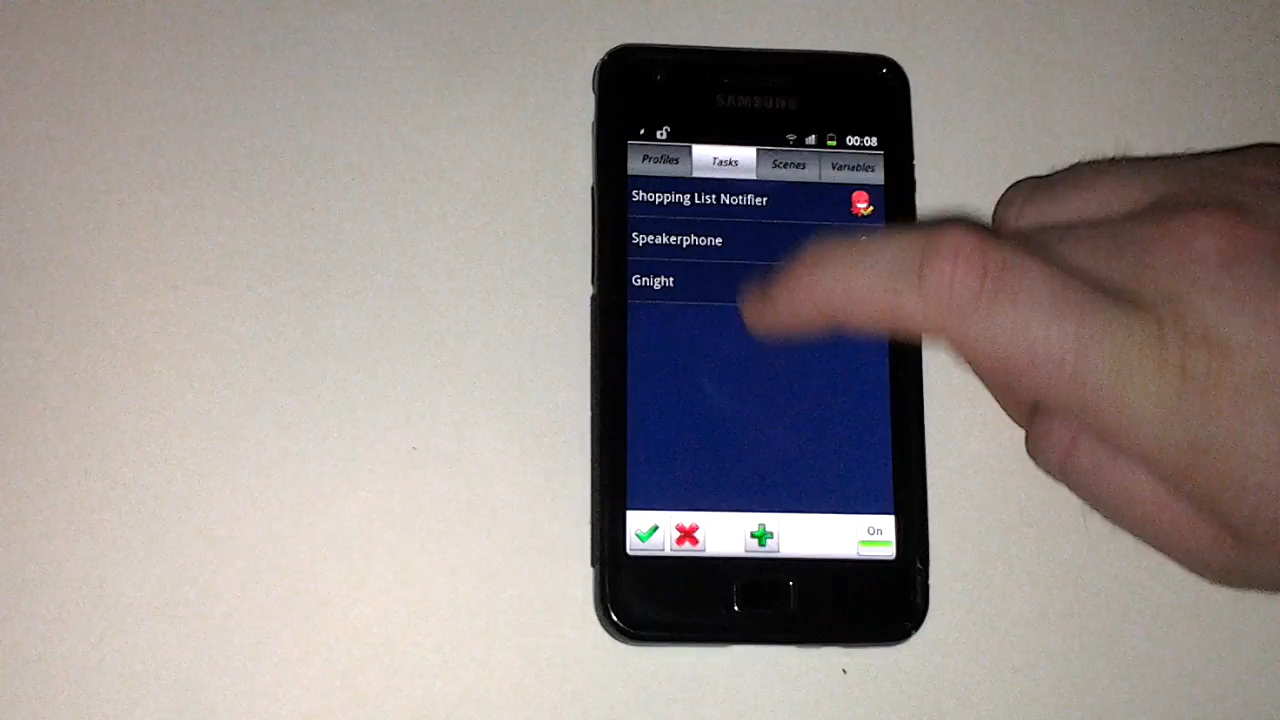 SAMSUNG
00:08
Profiles Tasks Scenes Variables
Shopping List Notifier
Speakerphone
Gnight
On